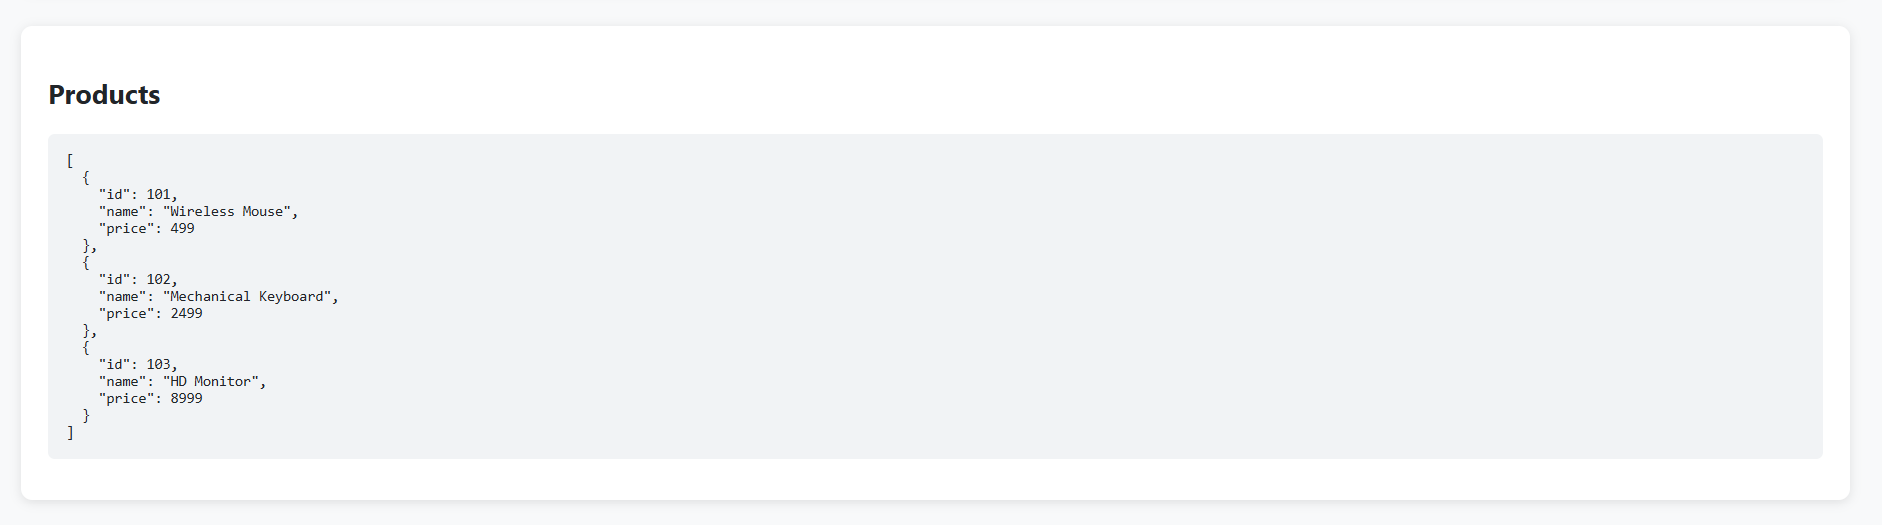 Products
[
  {
    "id": 101,
    "name": "Wireless Mouse",
    "price": 499
  },
  {
    "id": 102,
    "name": "Mechanical Keyboard",
    "price": 2499
  },
  {
    "id": 103,
    "name": "HD Monitor",
    "price": 8999
  }
]